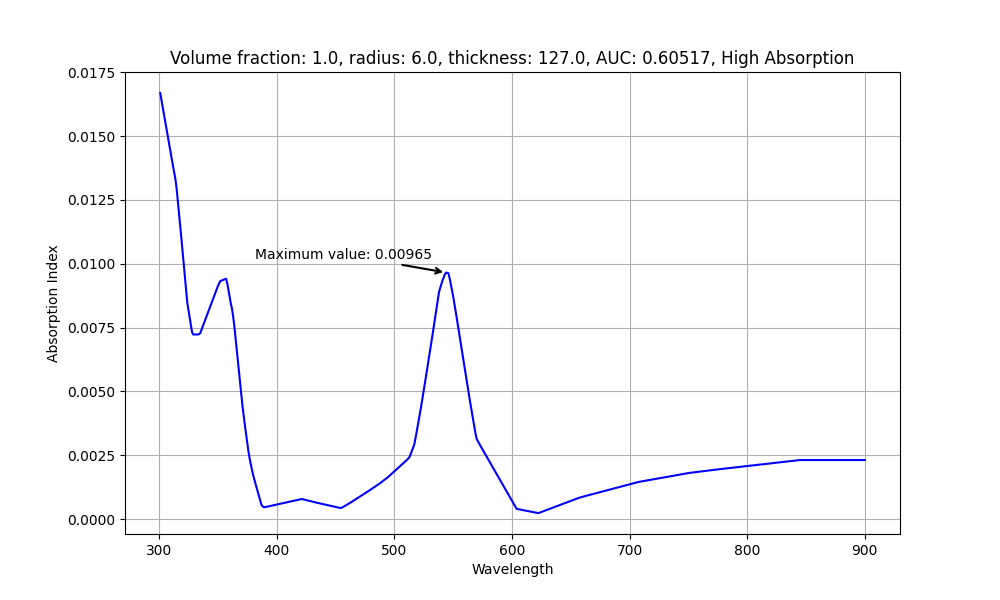 Volume fraction: 1.0, radius: 6.0, thickness: 127.0, AUC: 0.60517, High Absorption
0.0175
0.0150
0.0125
0.0100
0.0075
0.0050
0.0025
0.0000
Absorption Index
Maximum value: 0.00965
300 400 500 600 700 800 900
Wavelength